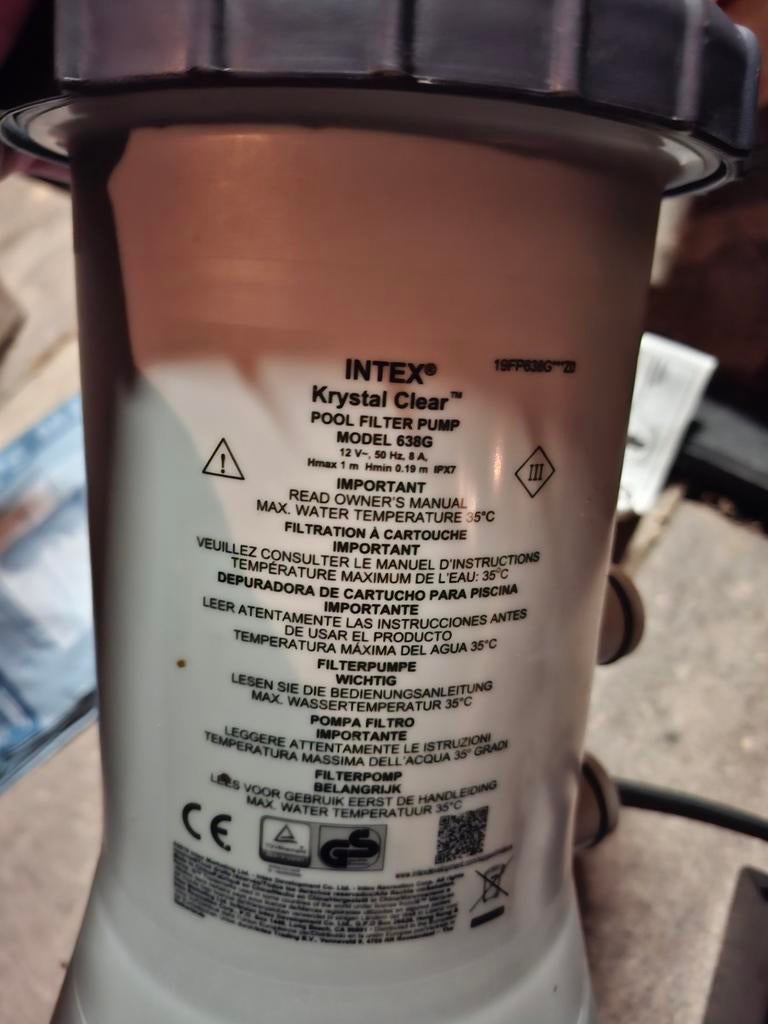 INTEX®
19FP638G***Z0
Krystal Clear™
POOL FILTER PUMP
MODEL 638G
12 V~, 50 Hz, 8 A,
Hmax 1 m Hmin 0.19 m IPX7
III
IMPORTANT
READ OWNER'S MANUAL
MAX. WATER TEMPERATURE 35°C
FILTRATION À CARTOUCHE
IMPORTANT
VEUILLEZ CONSULTER LE MANUEL D'INSTRUCTIONS
TEMPÉRATURE MAXIMUM DE L'EAU: 35°C
DEPURADORA DE CARTUCHO PARA PISCINA
IMPORTANTE
LEER ATENTAMENTE LAS INSTRUCCIONES ANTES
DE USAR EL PRODUCTO
TEMPERATURA MÁXIMA DEL AGUA 35°C
FILTERPUMPE
WICHTIG
LESEN SIE DIE BEDIENUNGSANLEITUNG
MAX. WASSERTEMPERATUR 35°C
POMPA FILTRO
IMPORTANTE
LEGGERE ATTENTAMENTE LE ISTRUZIONI
TEMPERATURA MASSIMA DELL'ACQUA 35° GRADI
FILTERPOMP
BELANGRIJK
LEES VOOR GEBRUIK EERST DE HANDLEIDING
MAX. WATER TEMPERATUUR 35°C
CE
GS